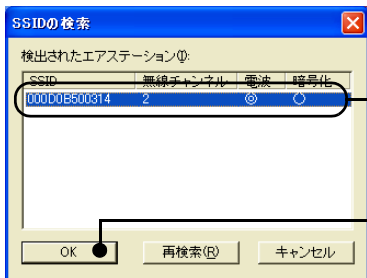 SSIDの検索
検出されたエアステーション(I):
SSID 無線チャンネル 電波 暗号化
000D0B500314 2 ◎ ○
OK 再検索(R) キャンセル